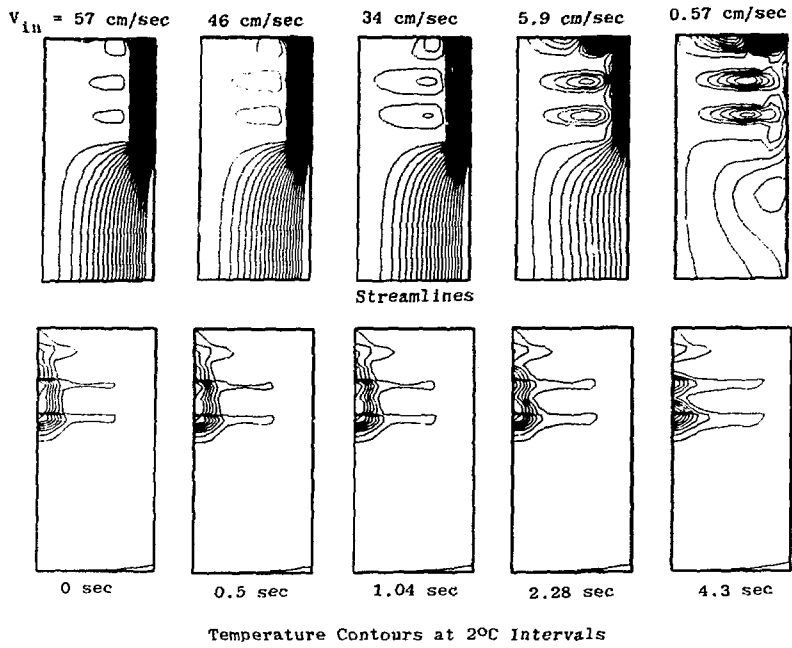 V_in = 57 cm/sec 46 cm/sec 34 cm/sec 5.9 cm/sec 0.57 cm/sec
Streamlines
0 sec 0.5 sec 1.04 sec 2.28 sec 4.3 sec
Temperature Contours at 2ºC Intervals